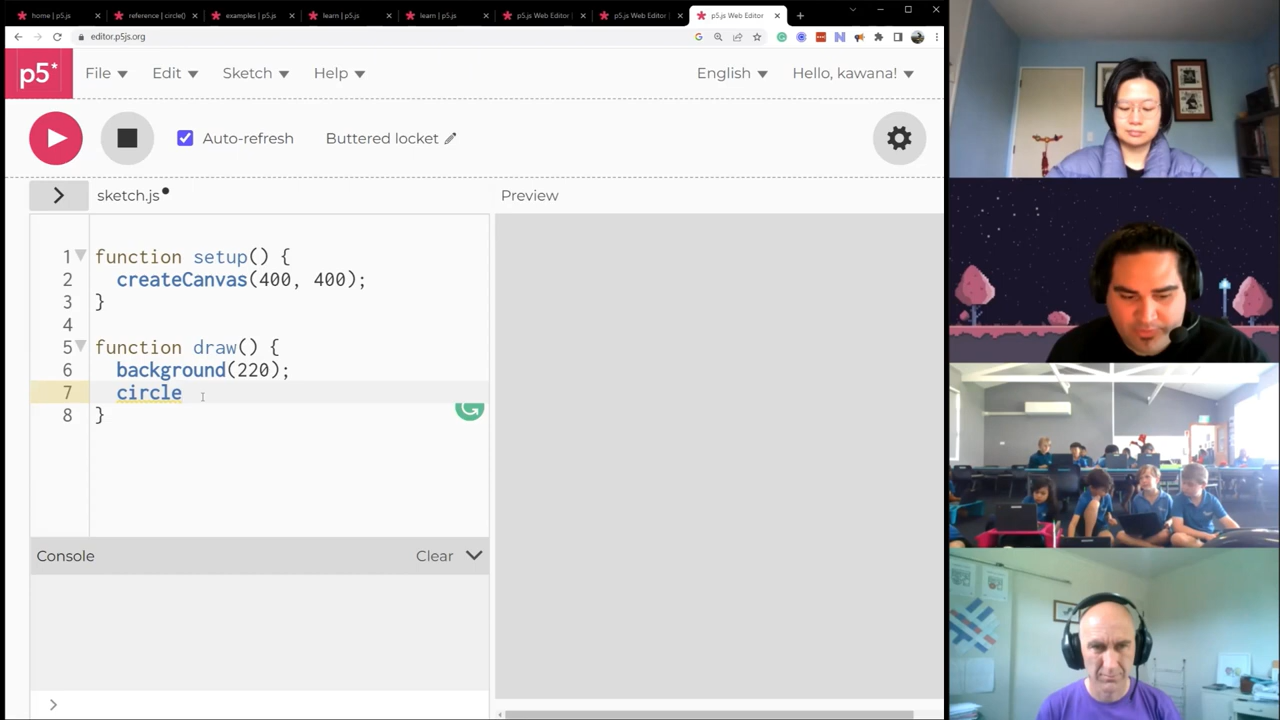 home | p5.js
reference | circle()
examples | p5.js
learn | p5.js
learn | p5.js
p5.js Web Editor
p5.js Web Editor
p5.js Web Editor
editor.p5js.org
p5*
File
Edit
Sketch
Help
English
Hello, kawana!
Auto-refresh
Buttered locket
sketch.js
Preview
1 function setup() {
2 createCanvas(400, 400);
3 }
4
5 function draw() {
6 background(220);
7 circle
8 }
Console
Clear
>